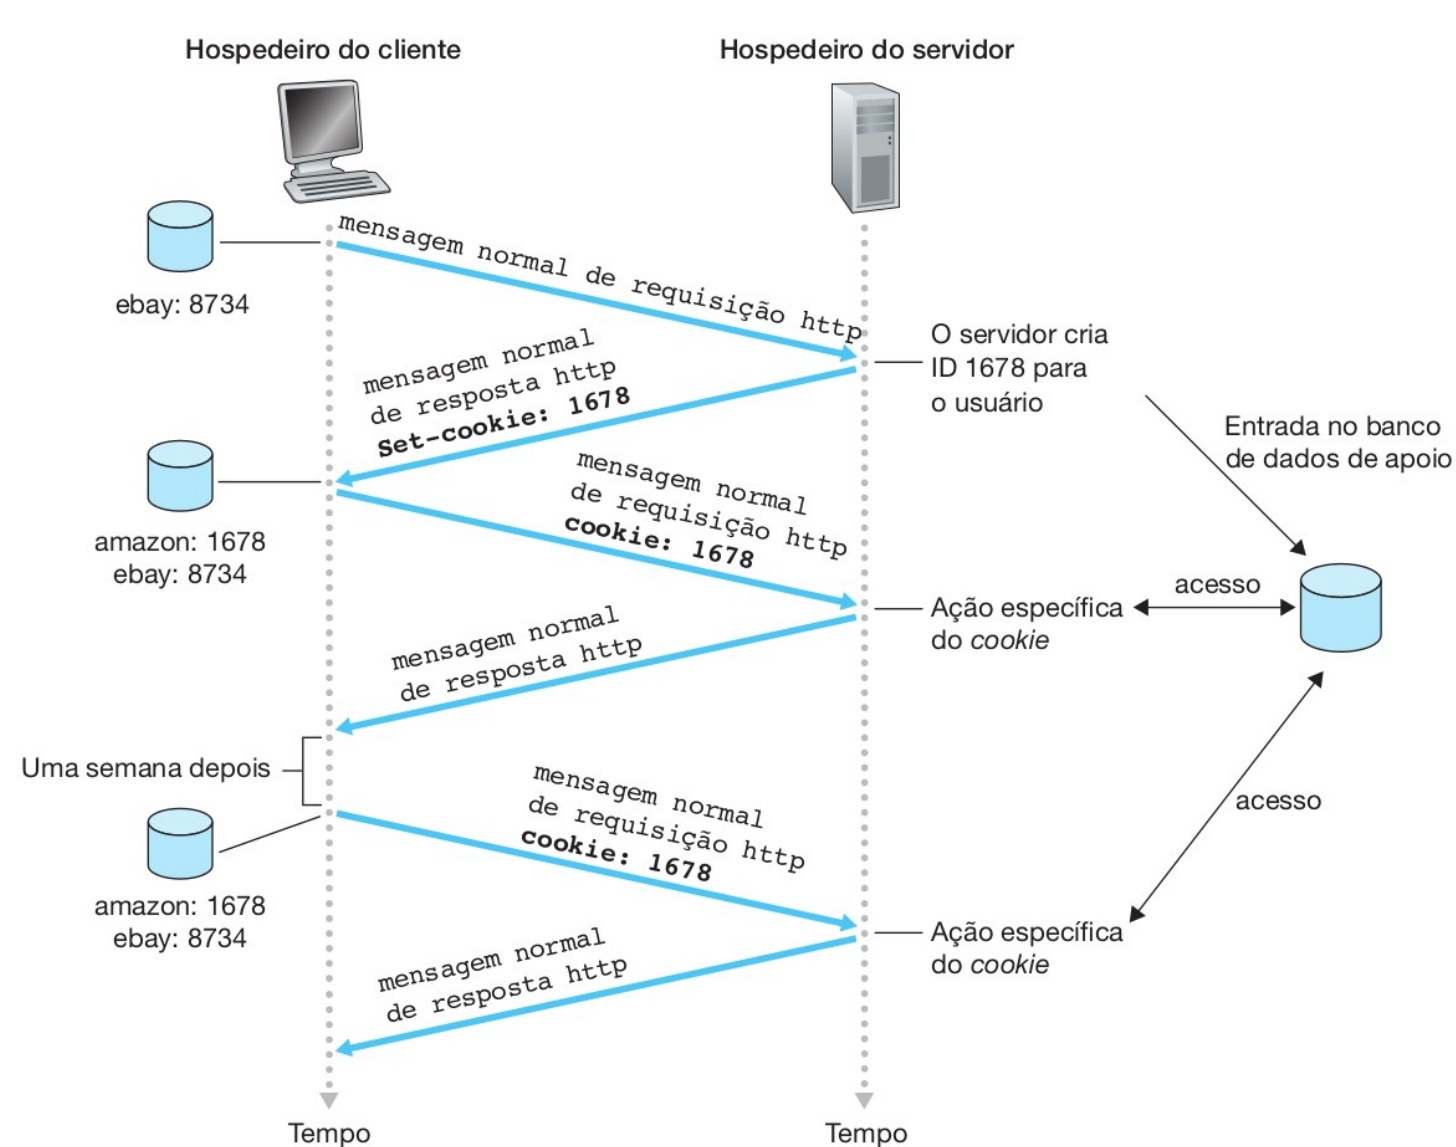 Hospedeiro do cliente
Hospedeiro do servidor
mensagem normal de requisição http
ebay: 8734
O servidor cria
ID 1678 para
o usuário
mensagem normal
de resposta http
Set-cookie: 1678
Entrada no banco
de dados de apoio
mensagem normal
de requisição http
cookie: 1678
amazon: 1678
ebay: 8734
acesso
Ação específica
do cookie
mensagem normal
de resposta http
Uma semana depois
mensagem normal
de requisição http
cookie: 1678
acesso
amazon: 1678
ebay: 8734
Ação específica
do cookie
mensagem normal
de resposta http
Tempo
Tempo